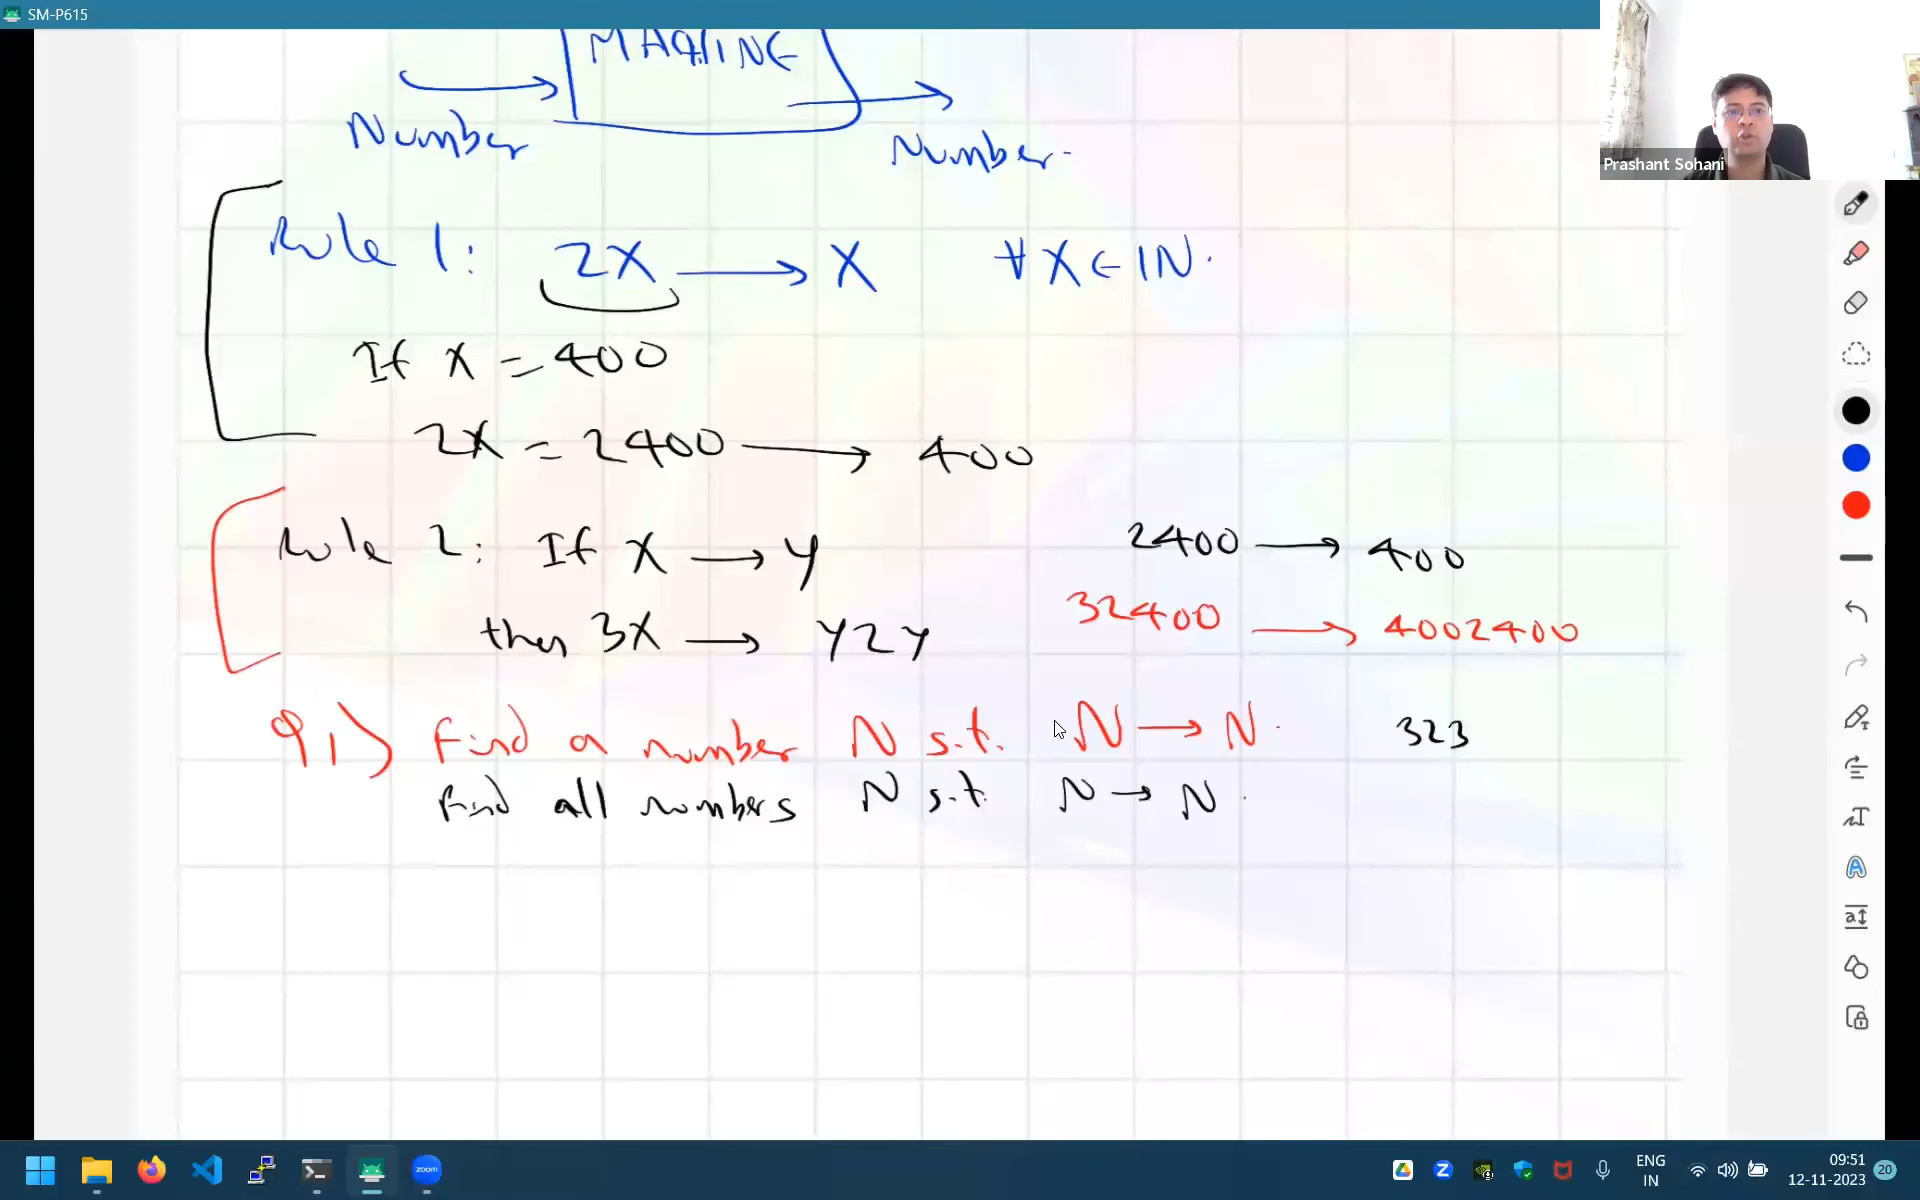 SM-P615
MACHINE
Number
Number.
Prashant Sohani
Rule 1: 2X → X ∀ X ∈ IN.
If X = 400
2X = 2400 → 400
Rule 2: If X → Y
2400 → 400
then 3X → Y2Y
32400 → 4002400
Q1) Find a number N s.t. N → N.
323
Find all numbers N s.t. N → N.
zoom
ENG
IN
09:51
12-11-2023
20